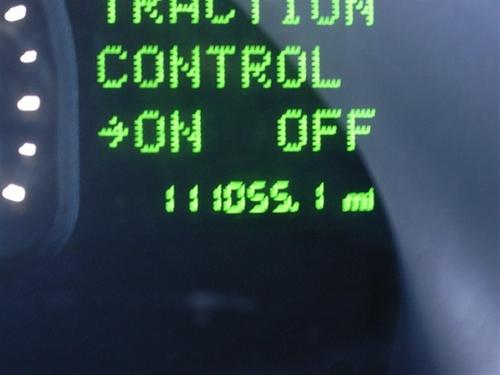 TRACTION
CONTROL
→ON OFF
111055.1 mi